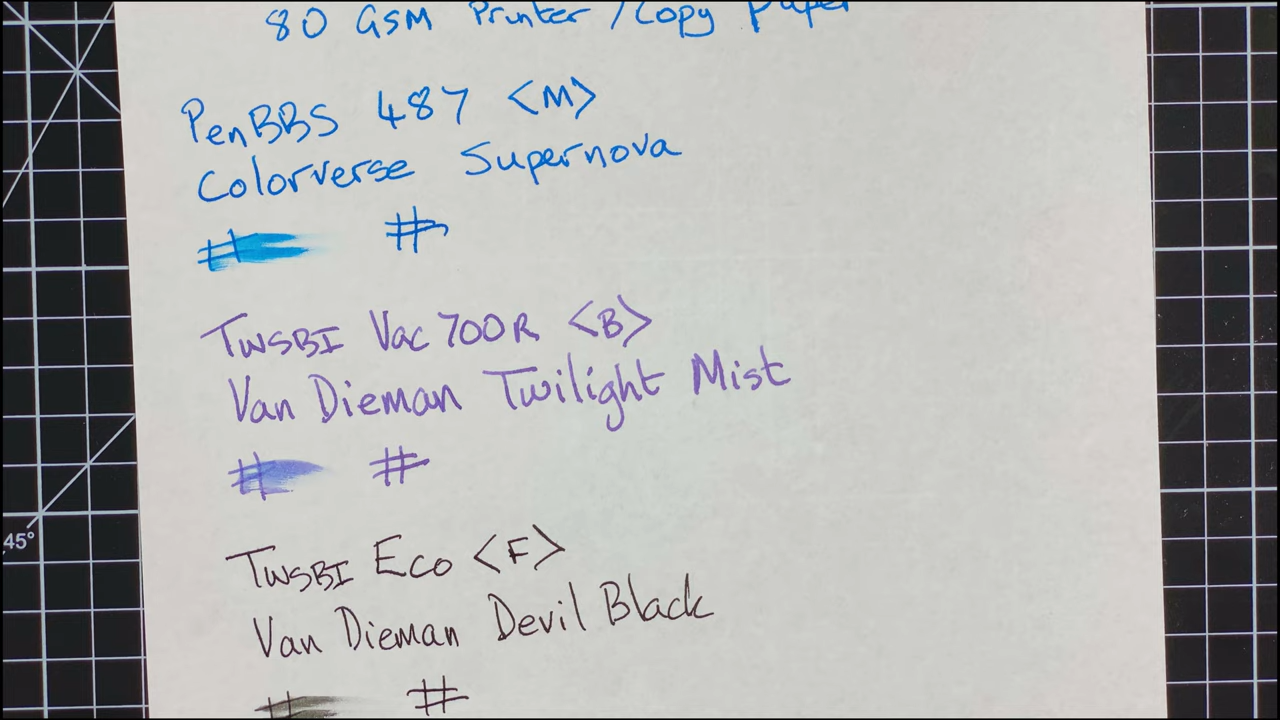 80 GSM Printer/Copy paper
PenBBS 487 <M>
Colorverse Supernova
# #
TWSBI Vac 700R <B>
Van Dieman Twilight Mist
# #
45°
TWSBI Eco <F>
Van Dieman Devil Black
# #